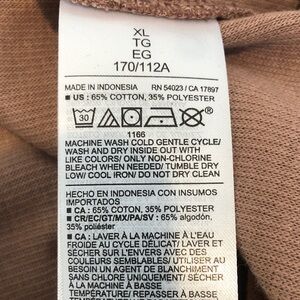 XL
TG
EG
170/112A
MADE IN INDONESIA RN 54023 / CA 17897
■ US : 65% COTTON, 35% POLYESTER
30
1166
MACHINE WASH COLD GENTLE CYCLE/
WASH AND DRY INSIDE OUT WITH
LIKE COLORS/ ONLY NON-CHLORINE
BLEACH WHEN NEEDED/ TUMBLE DRY
LOW/ COOL IRON/ DO NOT DRY CLEAN
HECHO EN INDONESIA CON INSUMOS
IMPORTADOS
■ CA : 65% COTON, 35% POLYESTER
■ CR/EC/GT/MX/PA/SV : 65% algodón,
35% poliéster
■ CA : LAVER À LA MACHINE À L'EAU
FROIDE AU CYCLE DÉLICAT/ LAVER ET
SÉCHER SUR L'ENVERS AVEC DES
COULEURS SEMBLABLES/ UTILISER AU
BESOIN UN AGENT DE BLANCHIMENT
SANS CHLORE UNIQUEMENT/ SÉCHER
À LA MACHINE À BASSE
TEMPÉRATURE/ REPASSER À BASSE